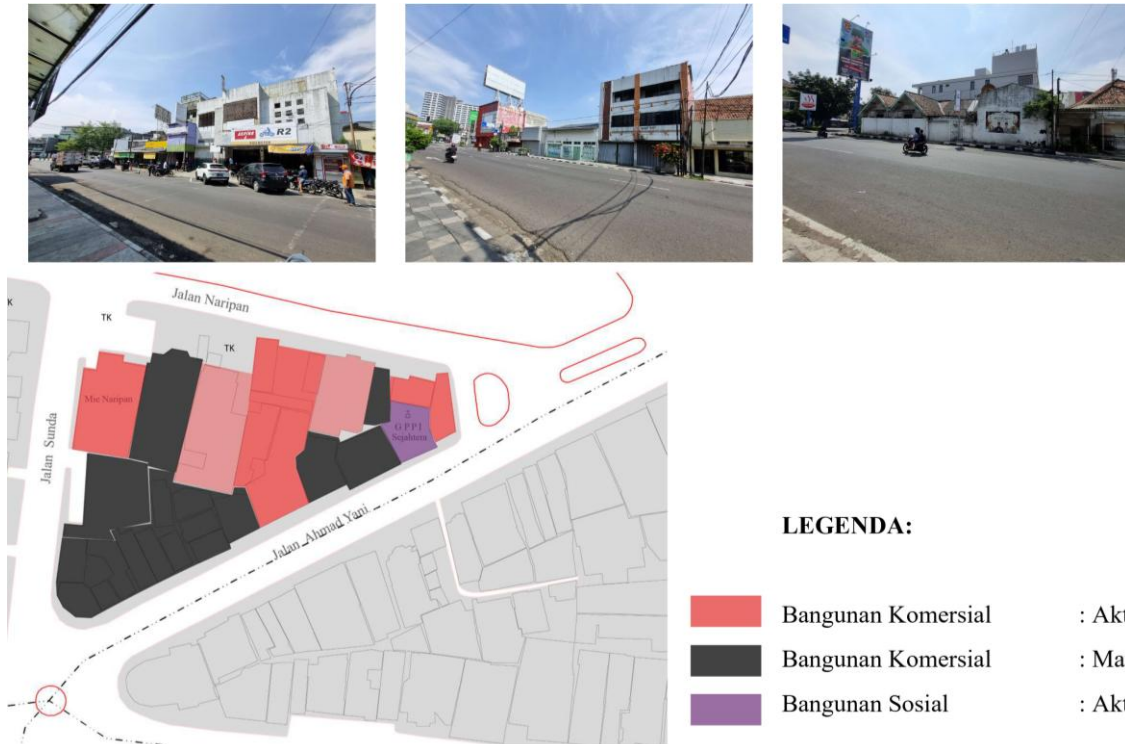 R2
Jalan Naripan
K
TK
TK
Mie Naripan
Jalan Sunda
G P P I
Sejahtera
Jalan Ahmad Yani
LEGENDA:
Bangunan Komersial : Akt
Bangunan Komersial : Ma
Bangunan Sosial : Akt